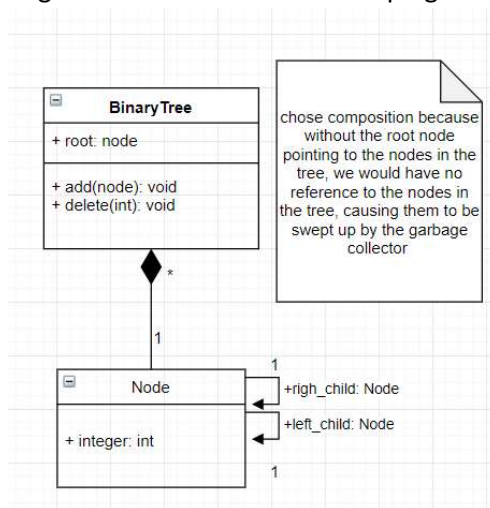 BinaryTree
+ root: node
+ add(node): void
+ delete(int): void
chose composition because
without the root node
pointing to the nodes in the
tree, we would have no
reference to the nodes in
the tree, causing them to be
swept up by the garbage
collector
*
1
Node
+ integer: int
1
+righ_child: Node
+left_child: Node
1